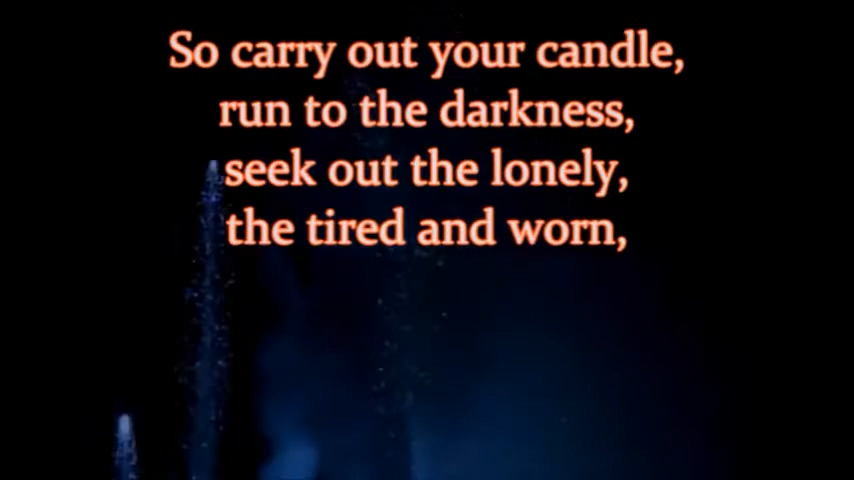 So carry out your candle,
run to the darkness,
seek out the lonely,
the tired and worn,